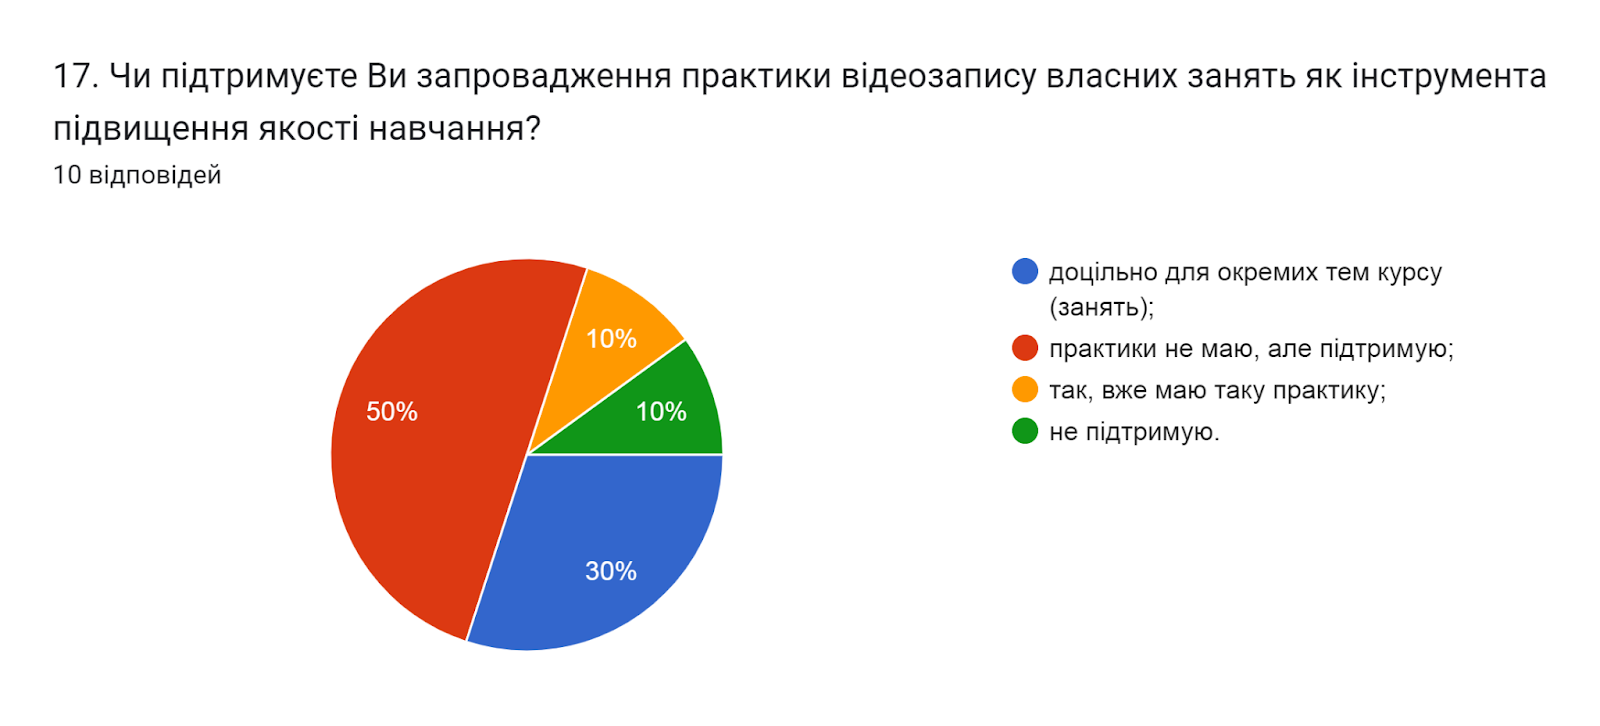 17. Чи підтримуєте Ви запровадження практики відеозапису власних занять як інструмента
підвищення якості навчання?
10 відповідей
50%
10%
10%
30%
доцільно для окремих тем курсу
(занять);
практики не маю, але підтримую;
так, вже маю таку практику;
не підтримую.